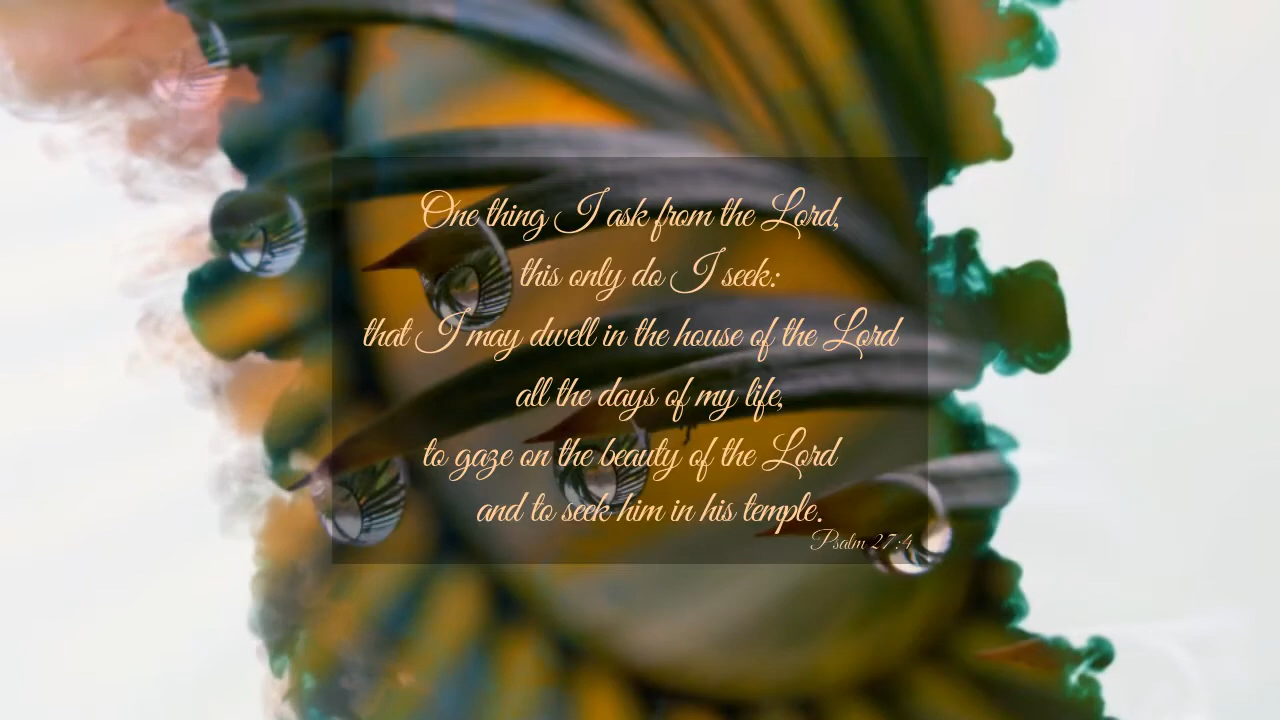 One thing I ask from the Lord,
this only do I seek:
that I may dwell in the house of the Lord
all the days of my life,
to gaze on the beauty of the Lord
and to seek him in his temple.
Psalm 27:4